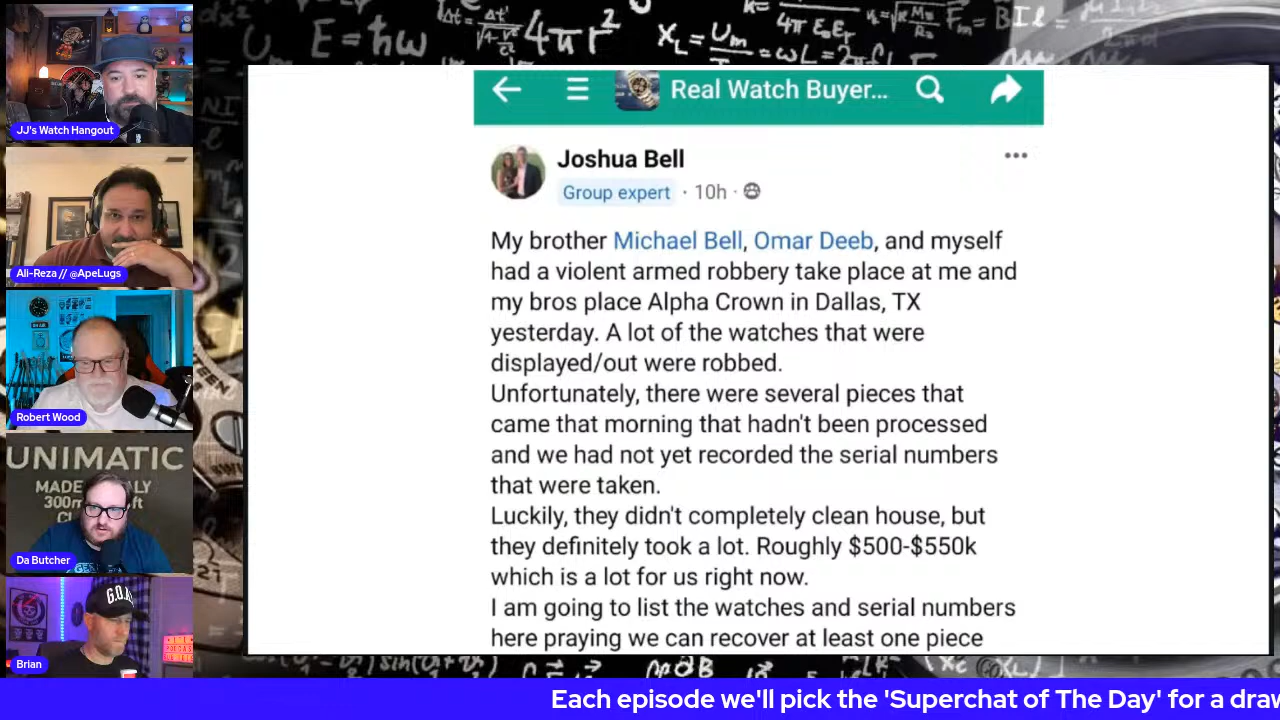 E = ħω
4πr²
JJ's Watch Hangout
Ali-Reza // @ApeLugs
Robert Wood
UNIMATIC
Da Butcher
Brian
Real Watch Buyer...
Joshua Bell
Group expert · 10h ·
My brother Michael Bell, Omar Deeb, and myself
had a violent armed robbery take place at me and
my bros place Alpha Crown in Dallas, TX
yesterday. A lot of the watches that were
displayed/out were robbed.
Unfortunately, there were several pieces that
came that morning that hadn't been processed
and we had not yet recorded the serial numbers
that were taken.
Luckily, they didn't completely clean house, but
they definitely took a lot. Roughly $500-$550k
which is a lot for us right now.
I am going to list the watches and serial numbers
here praying we can recover at least one piece
Each episode we'll pick the 'Superchat of The Day' for a